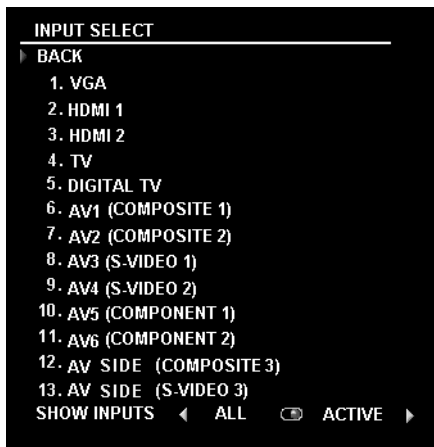 INPUT SELECT
BACK
1. VGA
2. HDMI 1
3. HDMI 2
4. TV
5. DIGITAL TV
6. AV1 (COMPOSITE 1)
7. AV2 (COMPOSITE 2)
8. AV3 (S-VIDEO 1)
9. AV4 (S-VIDEO 2)
10. AV5 (COMPONENT 1)
11. AV6 (COMPONENT 2)
12. AV SIDE (COMPOSITE 3)
13. AV SIDE (S-VIDEO 3)
SHOW INPUTS ALL ACTIVE